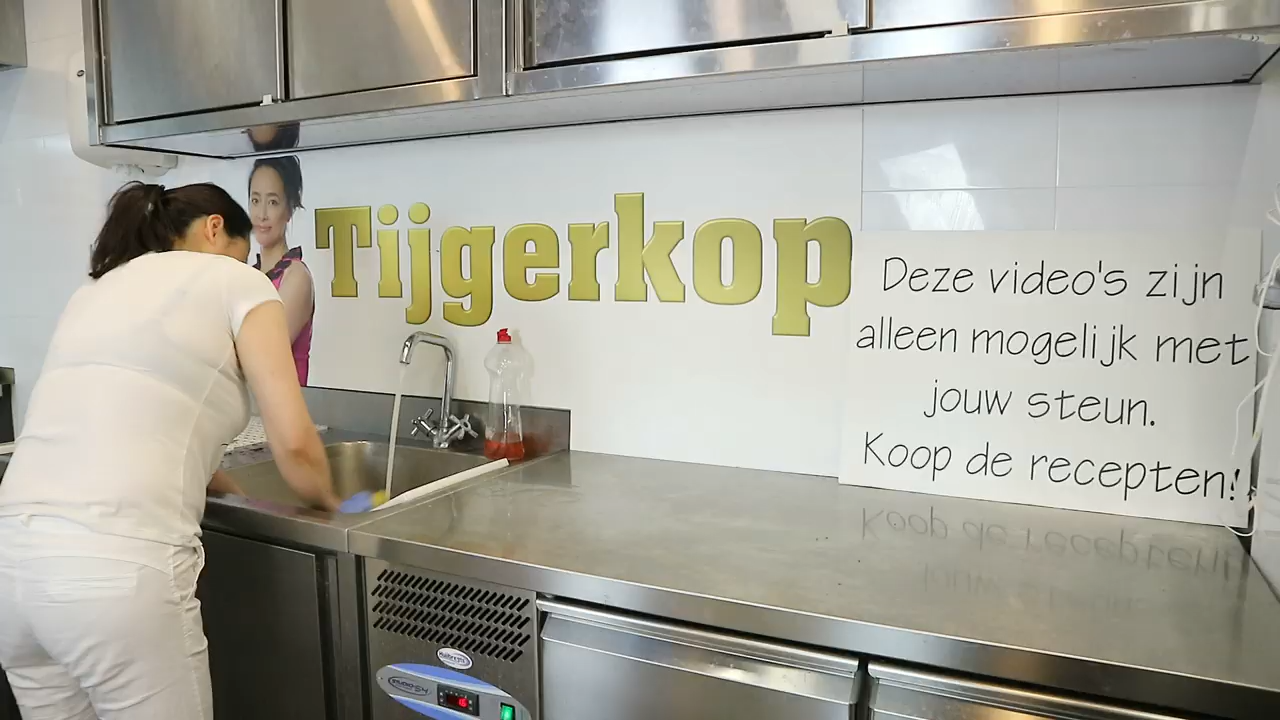 Tijgerkop
Deze video's zijn
alleen mogelijk met
jouw steun.
Koop de recepten!